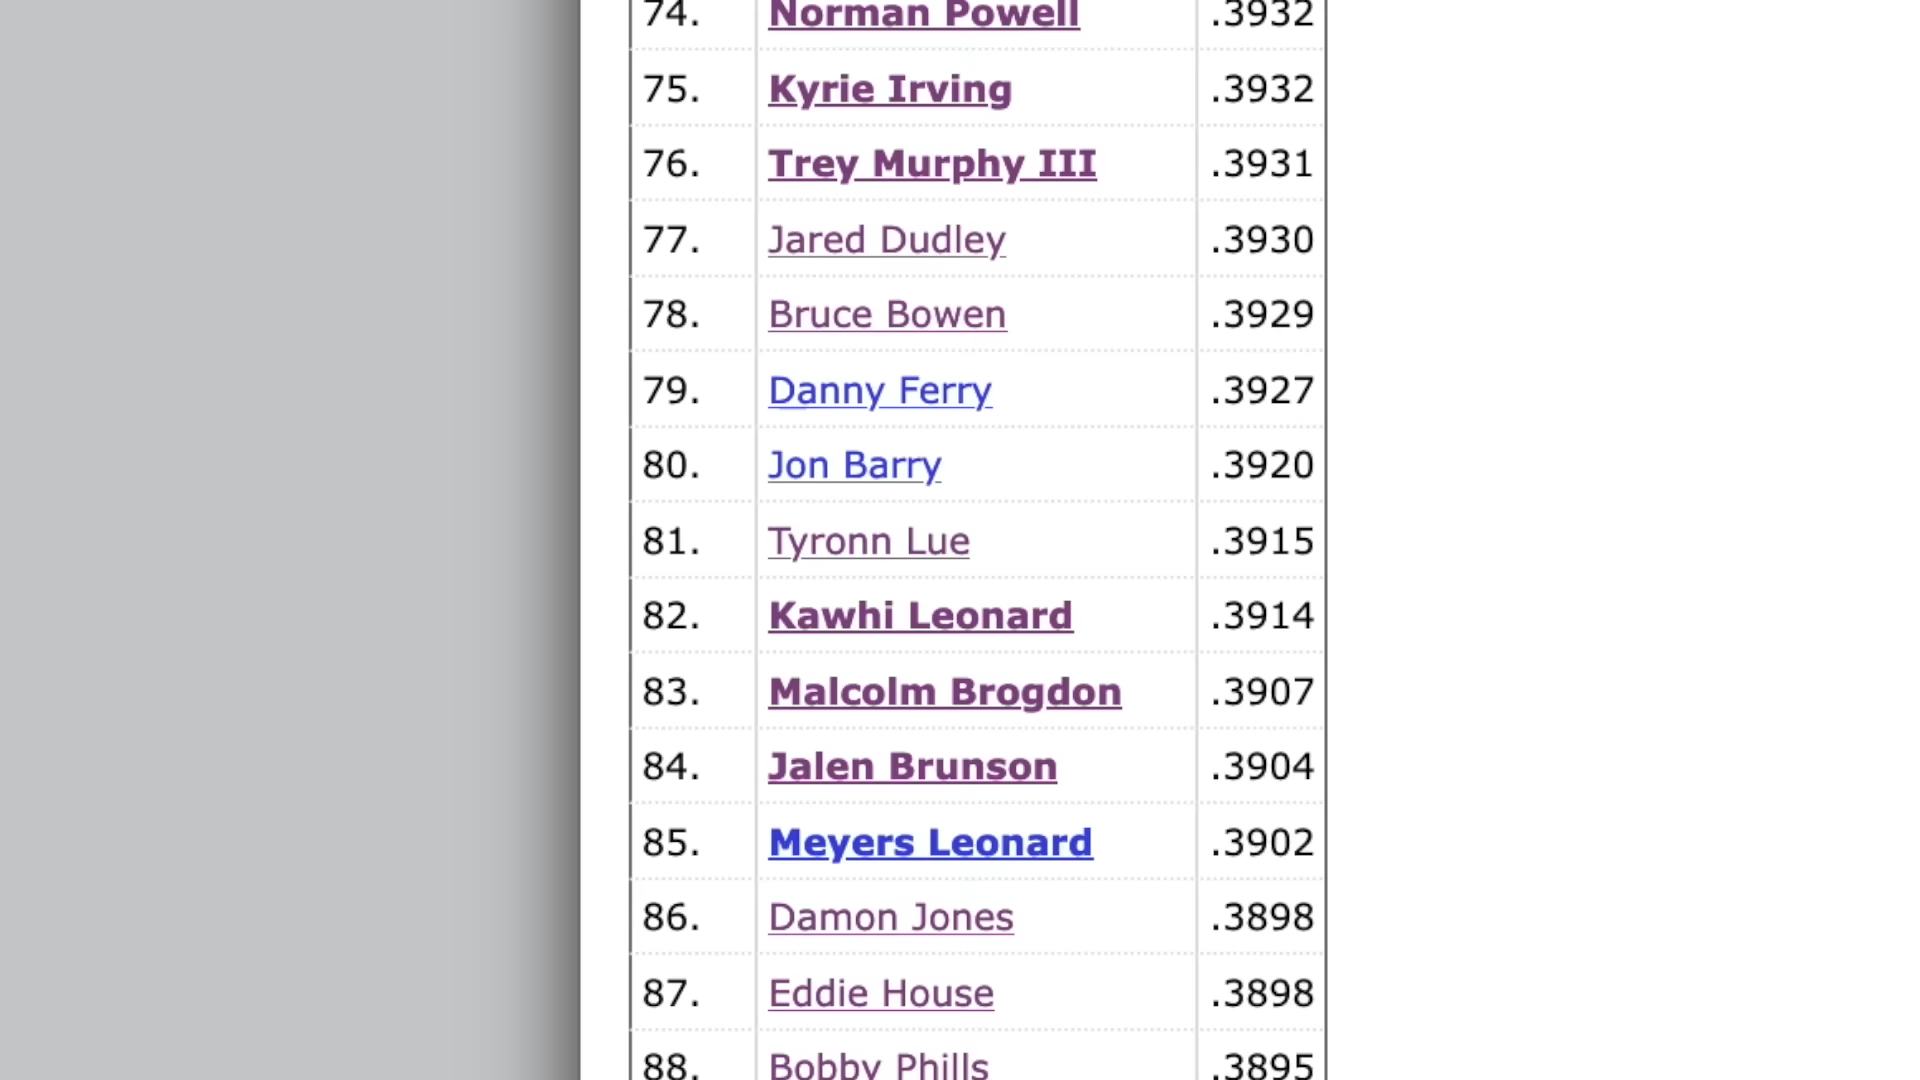 74. Norman Powell .3932
75. Kyrie Irving .3932
76. Trey Murphy III .3931
77. Jared Dudley .3930
78. Bruce Bowen .3929
79. Danny Ferry .3927
80. Jon Barry .3920
81. Tyronn Lue .3915
82. Kawhi Leonard .3914
83. Malcolm Brogdon .3907
84. Jalen Brunson .3904
85. Meyers Leonard .3902
86. Damon Jones .3898
87. Eddie House .3898
88. Bobby Phills .3895